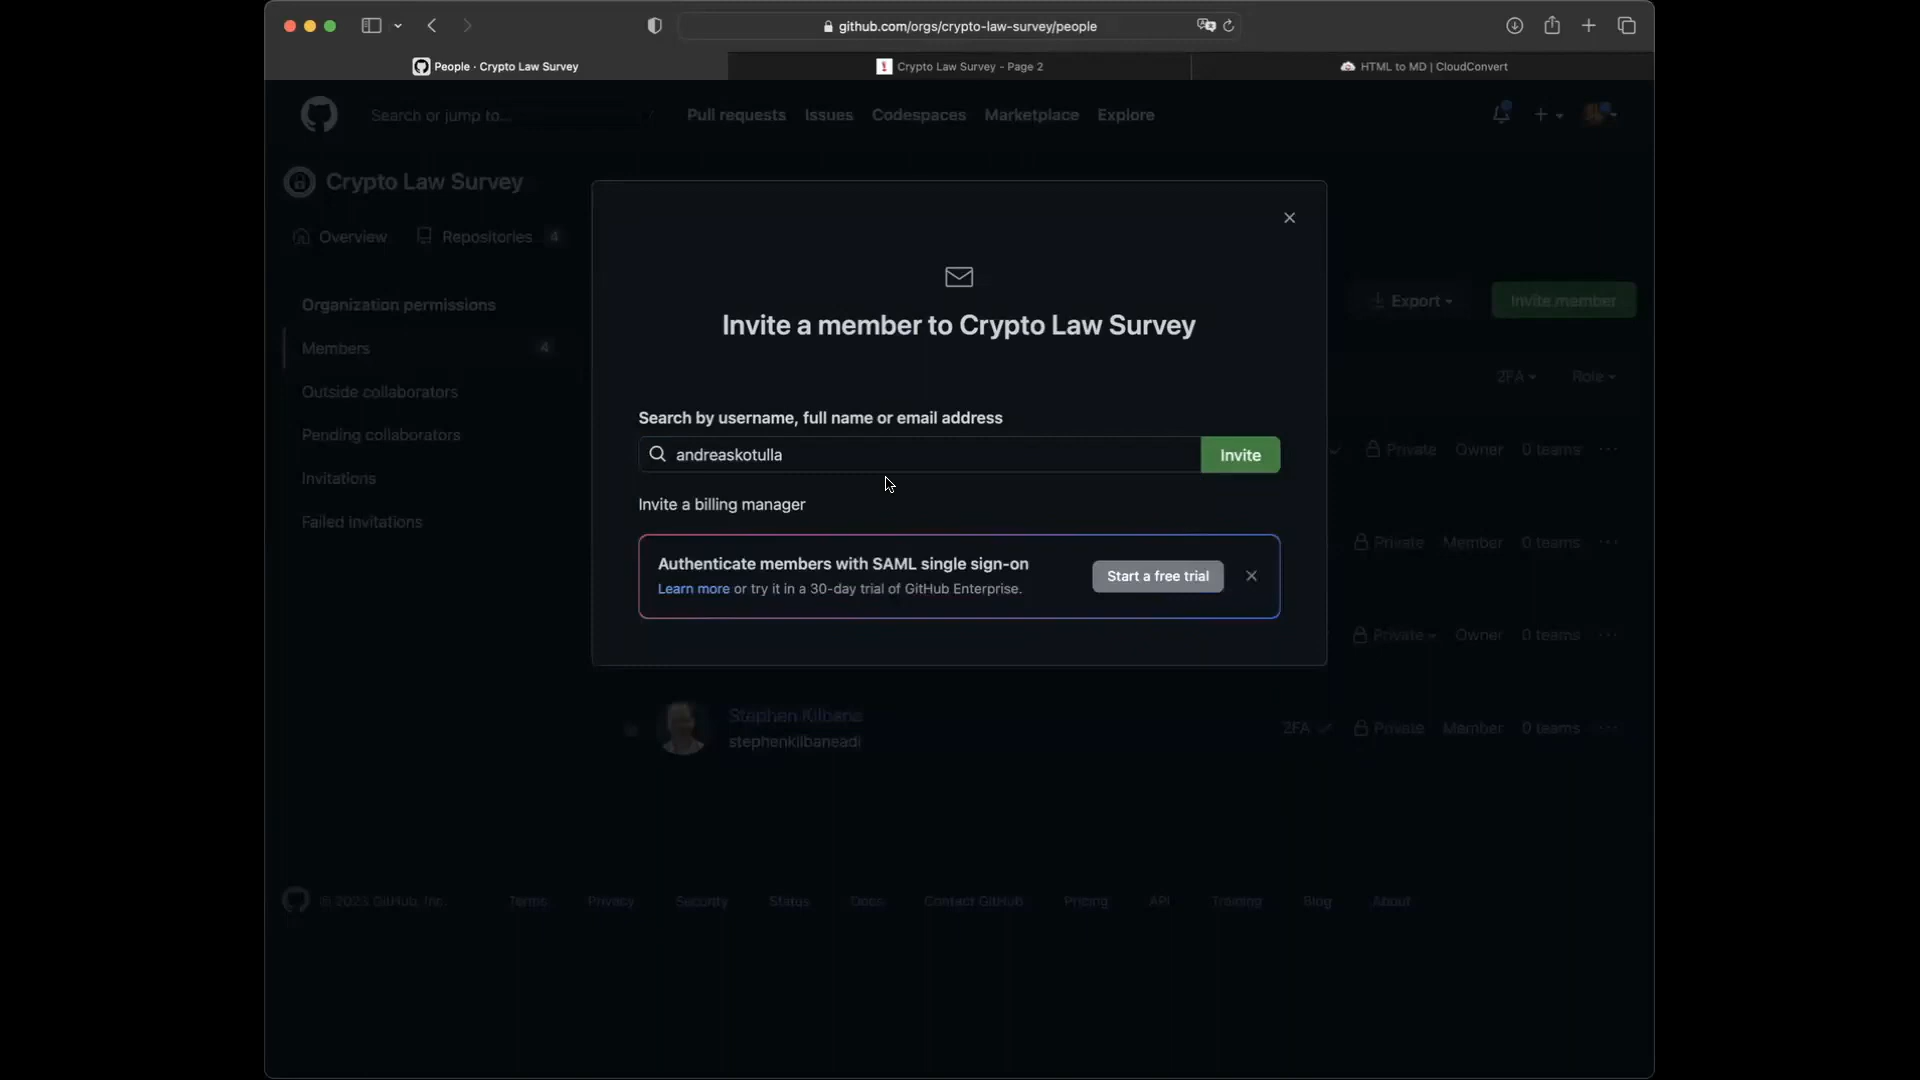 github.com/orgs/crypto-law-survey/people
People · Crypto Law Survey
Crypto Law Survey - Page 2
HTML to MD | CloudConvert
Search or jump to...
Pull requests
Issues
Codespaces
Marketplace
Explore
Crypto Law Survey
Overview
Repositories 4
Organization permissions
Members 4
Outside collaborators
Pending collaborators
Invitations
Failed invitations
Export
Invite member
2FA
Role
Invite a member to Crypto Law Survey
Search by username, full name or email address
andreaskotulla
Invite
Invite a billing manager
Authenticate members with SAML single sign-on
Learn more or try it in a 30-day trial of GitHub Enterprise.
Start a free trial
Private Owner 0 teams
Private Member 0 teams
Private Owner 0 teams
Stephen Kilbane
stephenkilbaneadi
2FA Private Member 0 teams
© 2023 GitHub, Inc.
Terms
Privacy
Security
Status
Docs
Contact GitHub
Pricing
API
Training
Blog
About